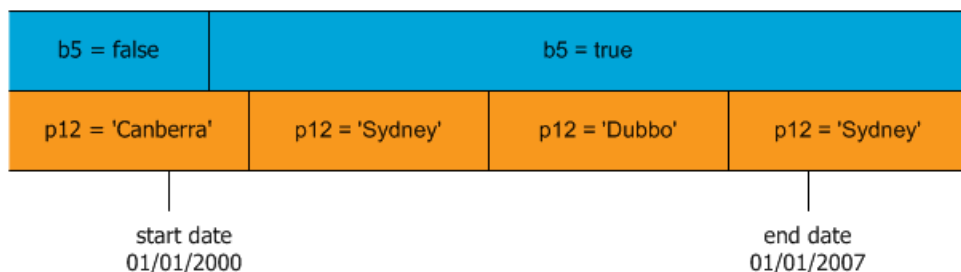 b5 = false b5 = true
p12 = 'Canberra' p12 = 'Sydney' p12 = 'Dubbo' p12 = 'Sydney'
start date end date
01/01/2000 01/01/2007